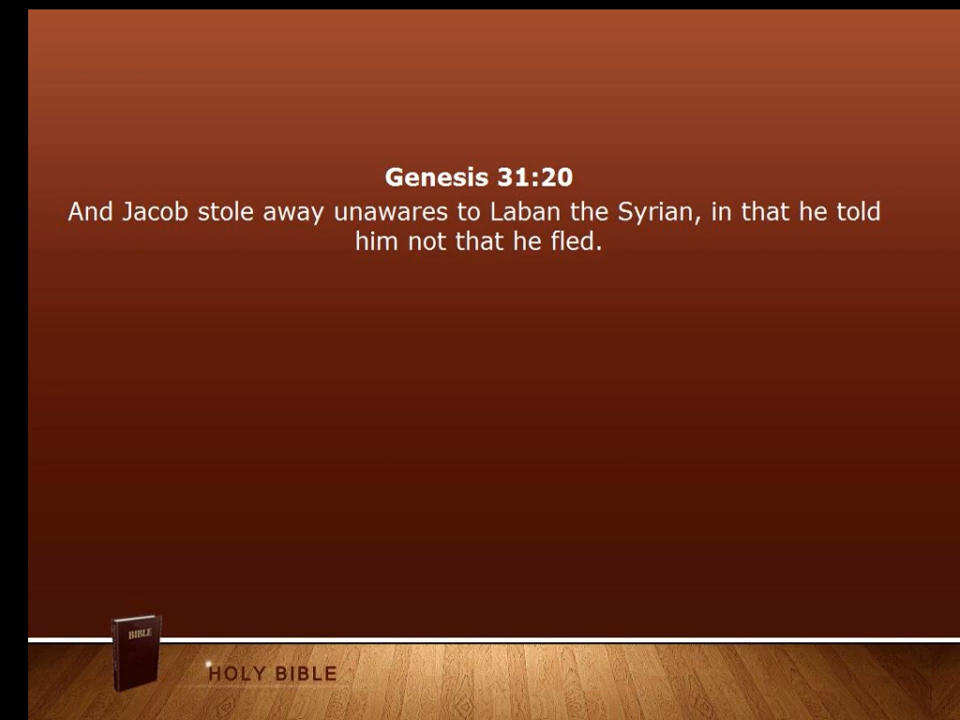 Genesis 31:20
And Jacob stole away unawares to Laban the Syrian, in that he told
him not that he fled.
BIBLE
HOLY BIBLE